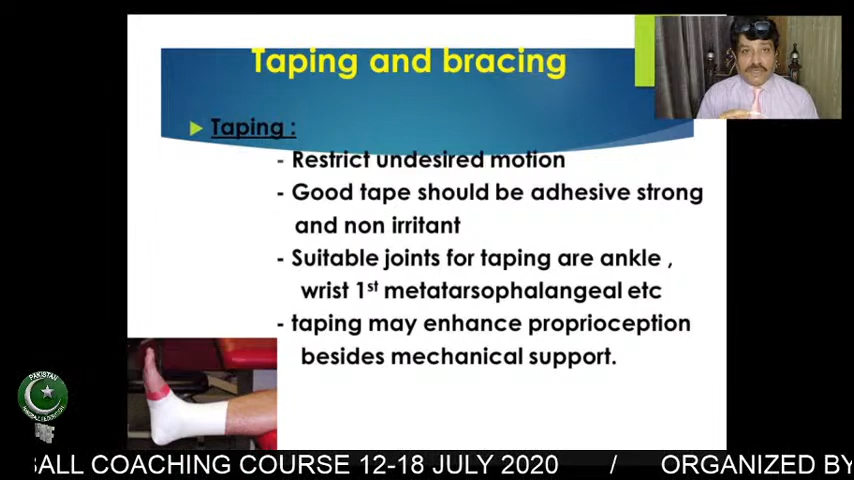 Taping and bracing
Taping :
- Restrict undesired motion
- Good tape should be adhesive strong
and non irritant
- Suitable joints for taping are ankle ,
wrist 1st metatarsophalangeal etc
- taping may enhance proprioception
besides mechanical support.
PAKISTAN
BALL COACHING COURSE 12-18 JULY 2020 / ORGANIZED BY